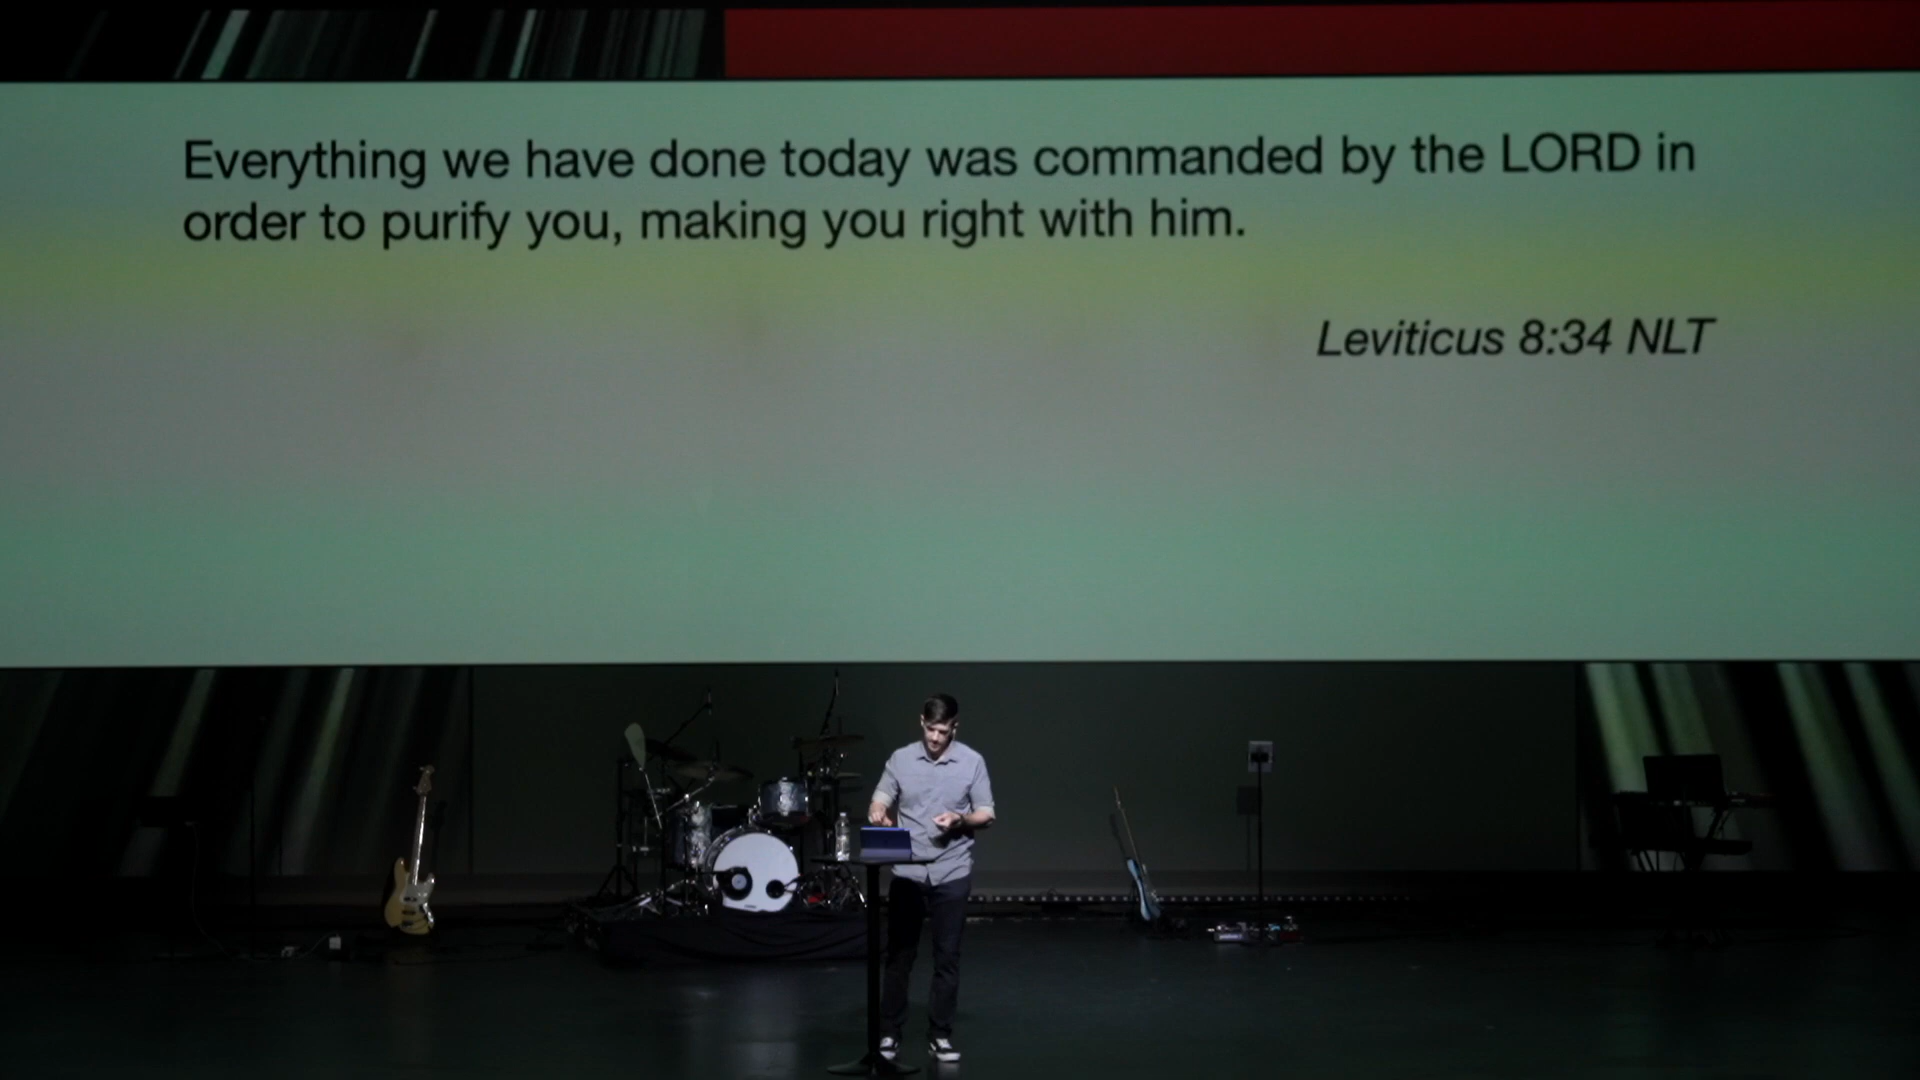 Everything we have done today was commanded by the LORD in
order to purify you, making you right with him.
Leviticus 8:34 NLT